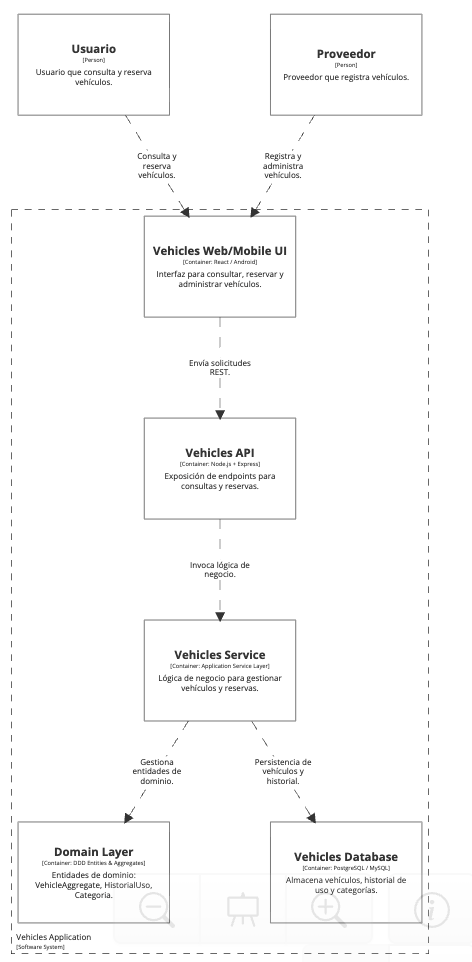 Usuario
[Person]
Usuario que consulta y reserva
vehículos.
Proveedor
[Person]
Proveedor que registra vehículos.
Consulta y
reserva
vehículos.
Registra y
administra
vehículos.
Vehicles Web/Mobile UI
[Container: React / Android]
Interfaz para consultar, reservar y
administrar vehículos.
Envía solicitudes
REST.
Vehicles API
[Container: Node.js + Express]
Exposición de endpoints para
consultas y reservas.
Invoca lógica de
negocio.
Vehicles Service
[Container: Application Service Layer]
Lógica de negocio para gestionar
vehículos y reservas.
Gestiona
entidades de
dominio.
Persistencia de
vehículos y
historial.
Domain Layer
[Container: DDD Entities & Aggregates]
Entidades de dominio:
VehicleAggregate, HistorialUso,
Categoria.
Vehicles Database
[Container: PostgreSQL / MySQL]
Almacena vehículos, historial de
uso y categorías.
Vehicles Application
[Software System]